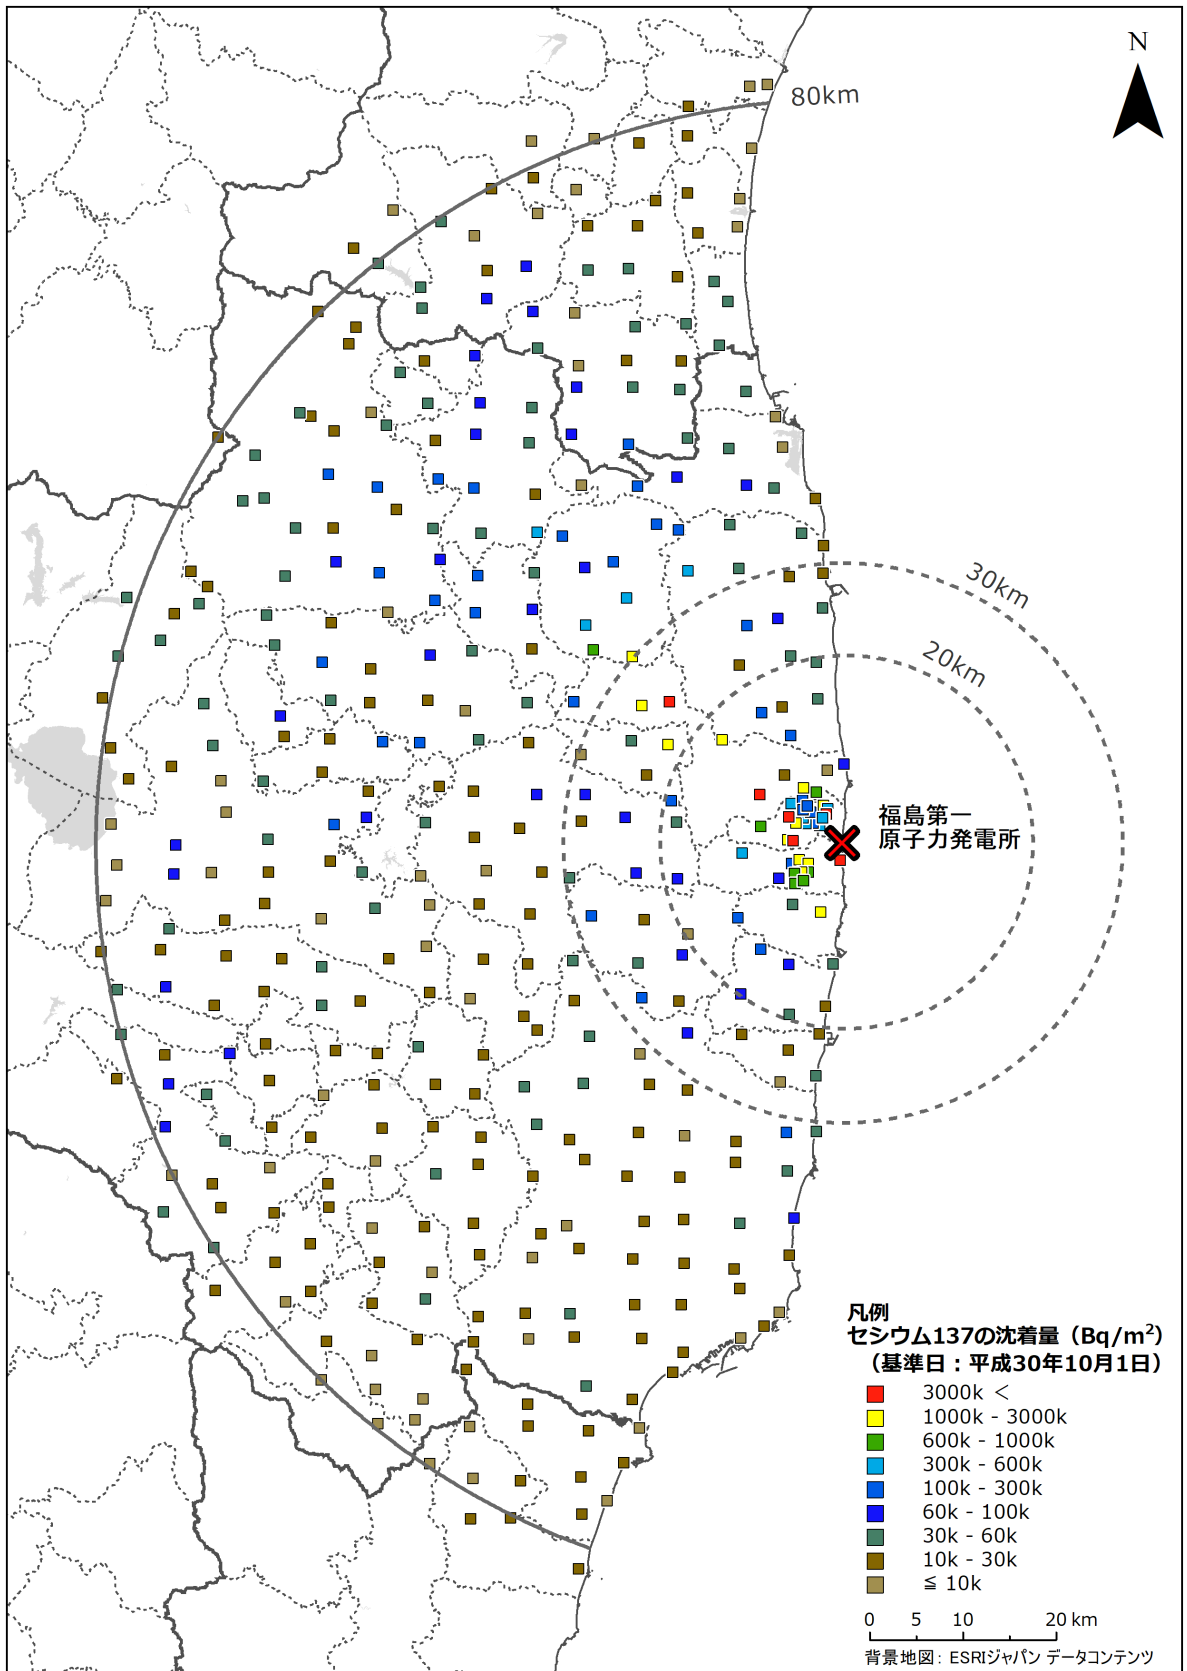 N
80km
30km
20km
福島第一
原子力発電所
凡例
セシウム137の沈着量（Bq/m²）
（基準日：平成30年10月1日）
3000k ＜
1000k - 3000k
600k - 1000k
300k - 600k
100k - 300k
60k - 100k
30k - 60k
10k - 30k
≦ 10k
0 5 10 20 km
背景地図： ESRIジャパン データコンテンツ